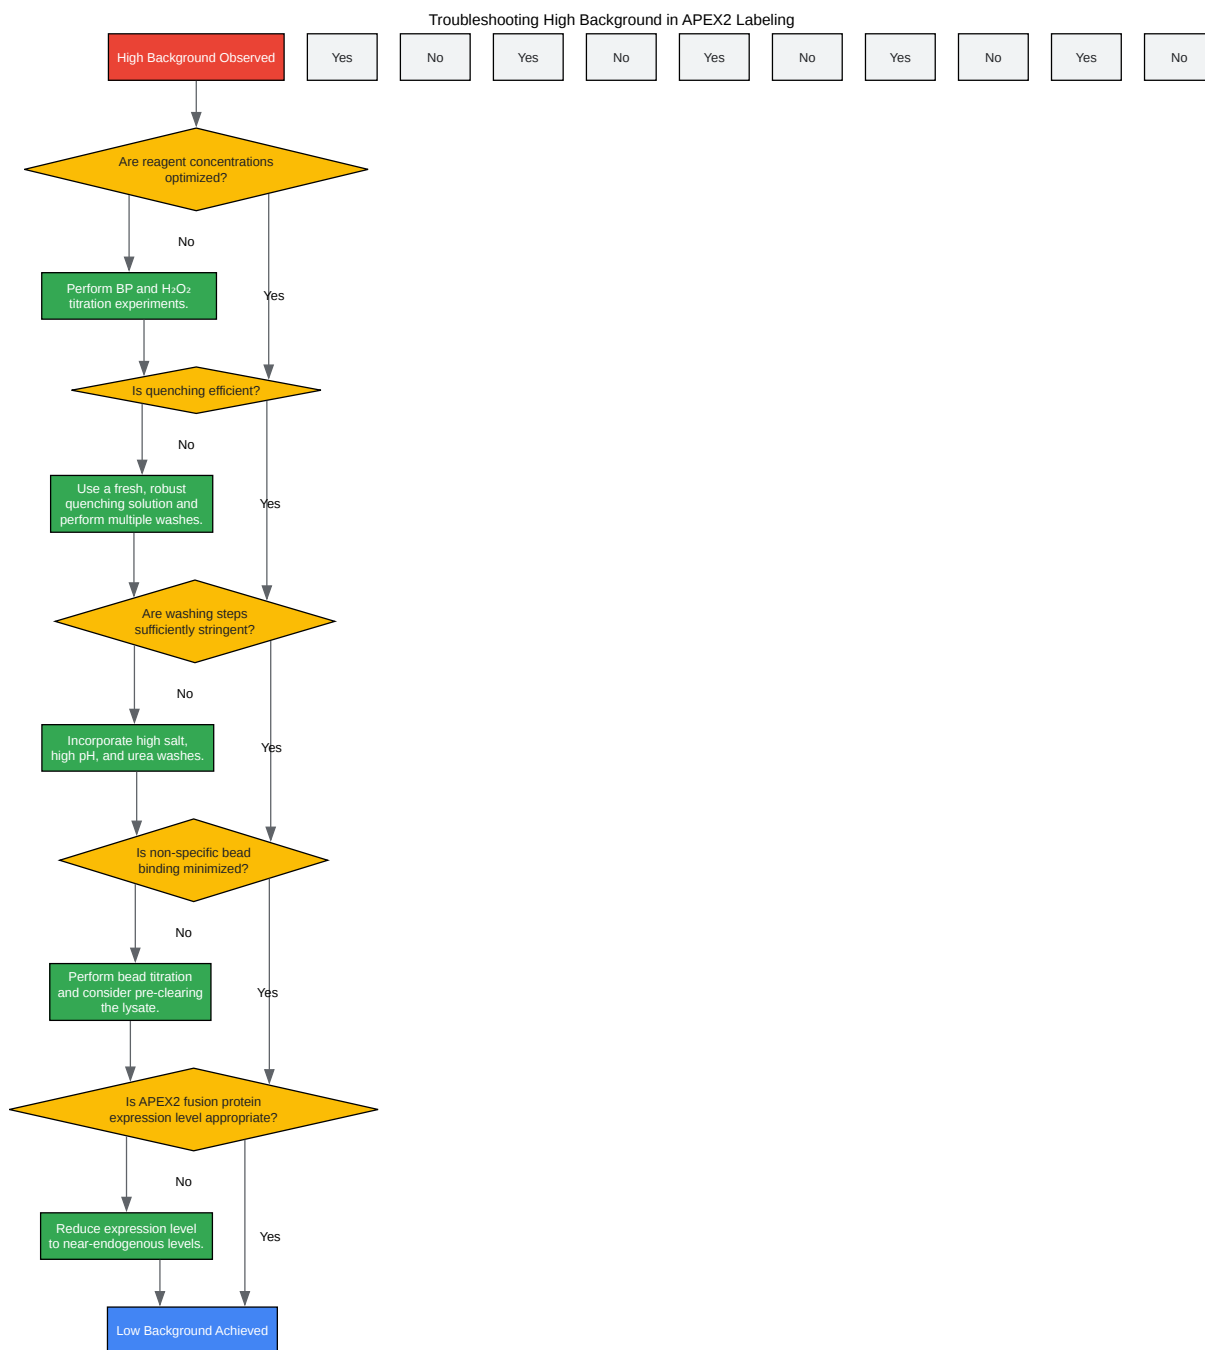 Troubleshooting High Background in APEX2 Labeling
High Background Observed
Yes
No
Yes
No
Yes
No
Yes
No
Yes
No
Are reagent concentrations
optimized?
No
Perform BP and H₂O₂
titration experiments.
Yes
Is quenching efficient?
No
Use a fresh, robust
quenching solution and
perform multiple washes.
Yes
Are washing steps
sufficiently stringent?
No
Incorporate high salt,
high pH, and urea washes.
Yes
Is non-specific bead
binding minimized?
No
Perform bead titration
and consider pre-clearing
the lysate.
Yes
Is APEX2 fusion protein
expression level appropriate?
No
Reduce expression level
to near-endogenous levels.
Yes
Low Background Achieved